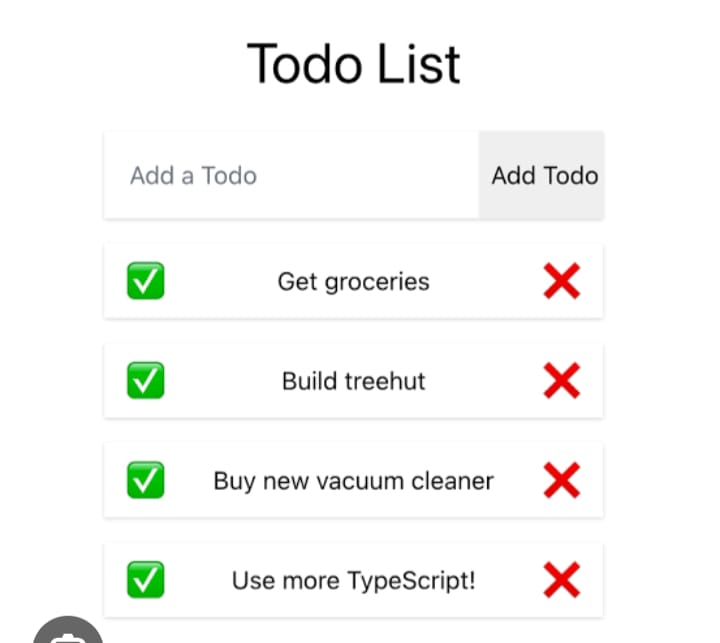 Todo List
Add a Todo Add Todo
Get groceries
Build treehut
Buy new vacuum cleaner
Use more TypeScript!